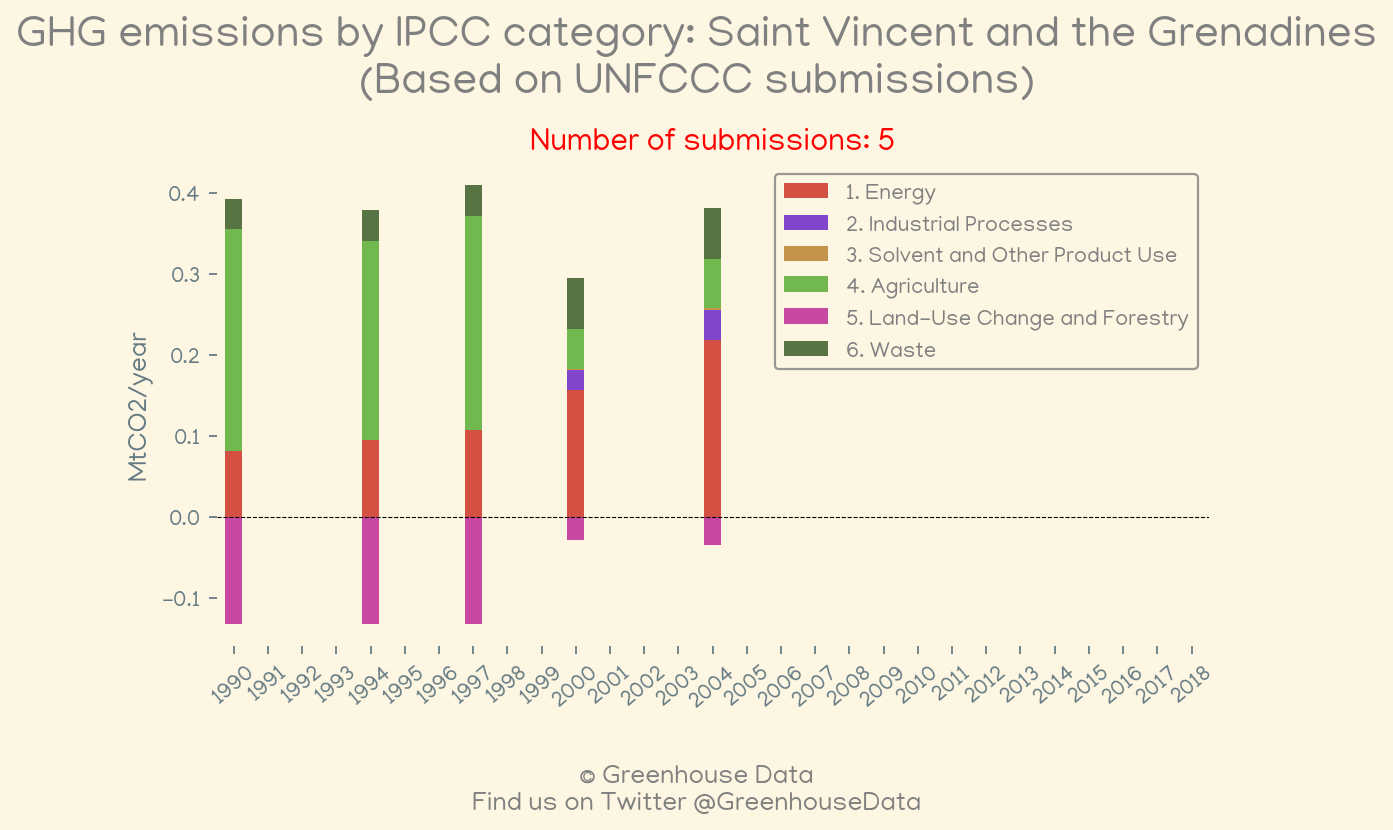 GHG emissions by IPCC category: Saint Vincent and the Grenadines
(Based on UNFCCC submissions)
Number of submissions: 5
1. Energy
2. Industrial Processes
3. Solvent and Other Product Use
4. Agriculture
5. Land-Use Change and Forestry
6. Waste
MtCO2/year
0.4
0.3
0.2
0.1
0.0
-0.1
1990 1991 1992 1993 1994 1995 1996 1997 1998 1999 2000 2001 2002 2003 2004 2005 2006 2007 2008 2009 2010 2011 2012 2013 2014 2015 2016 2017 2018
© Greenhouse Data
Find us on Twitter @GreenhouseData